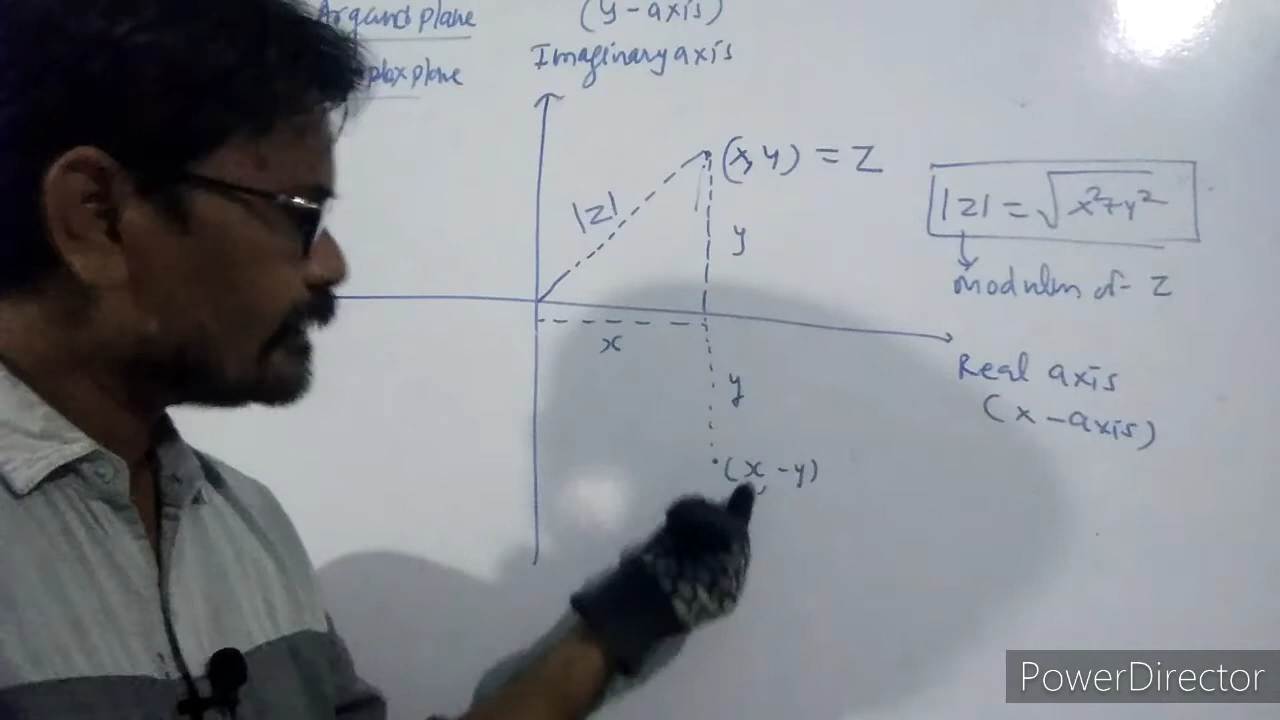 Argand plane
(y-axis)
plex plane
Imaginary axis
(x,y) = Z
|Z|
y
x
y
(x,-y)
|Z| = √x²+y²
modulus of Z
Real axis
(x-axis)
PowerDirector